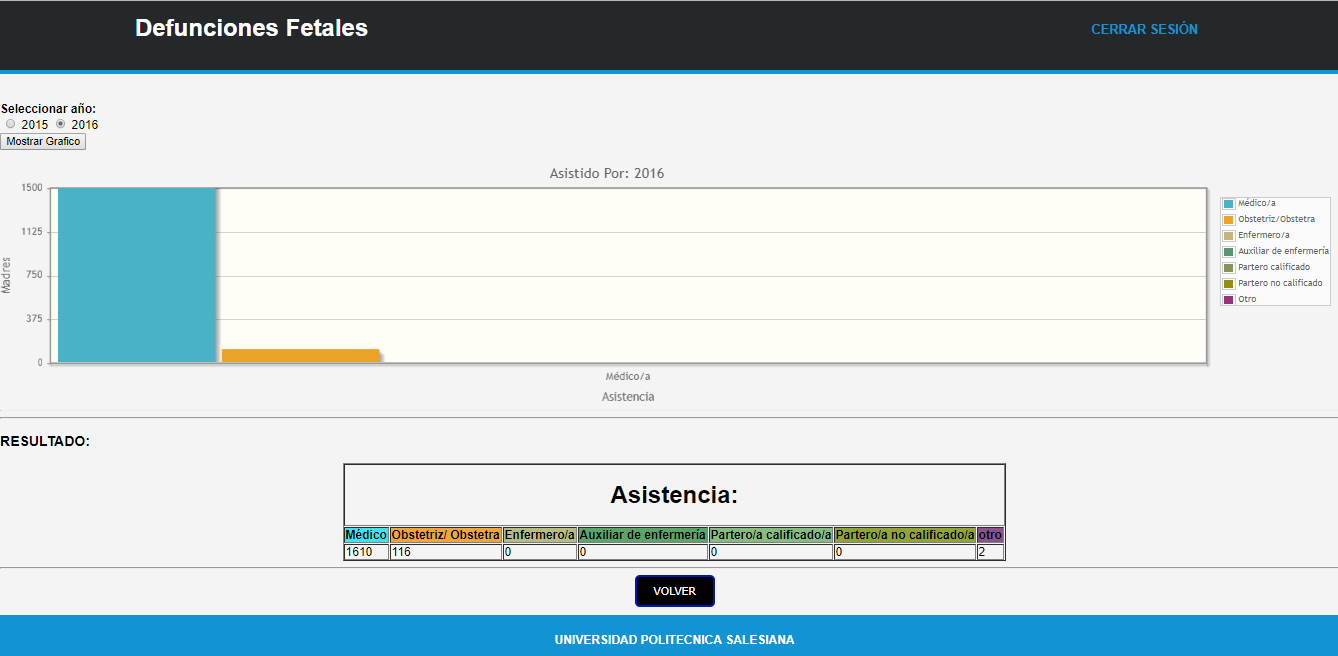 Defunciones Fetales
CERRAR SESIÓN
Seleccionar año:
2015 2016
Mostrar Grafico
Asistido Por: 2016
1500
1125
750
375
0
Madres
Médico/a
Asistencia
Médico/a
Obstetriz/Obstetra
Enfermero/a
Auxiliar de enfermería
Partero calificado
Partero no calificado
Otro
RESULTADO:
Asistencia:
Médico Obstetriz/ Obstetra Enfermero/a Auxiliar de enfermería Partero/a calificado/a Partero/a no calificado/a otro
1610 116 0 0 0 0 2
VOLVER
UNIVERSIDAD POLITECNICA SALESIANA